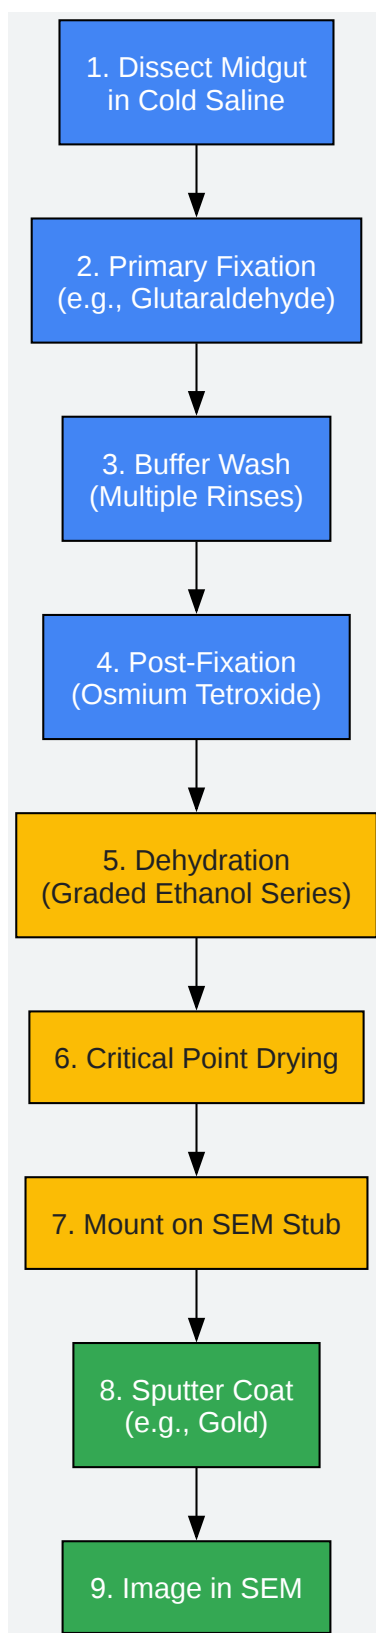 1. Dissect Midgut
in Cold Saline
2. Primary Fixation
(e.g., Glutaraldehyde)
3. Buffer Wash
(Multiple Rinses)
4. Post-Fixation
(Osmium Tetroxide)
5. Dehydration
(Graded Ethanol Series)
6. Critical Point Drying
7. Mount on SEM Stub
8. Sputter Coat
(e.g., Gold)
9. Image in SEM